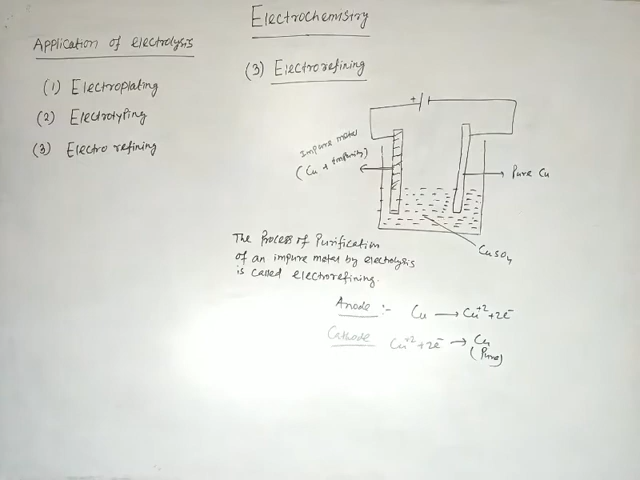 Electrochemistry
Application of electrolysis
(1) Electroplating
(2) Electrotyping
(3) Electro refining
(3) Electrorefining
+
Impure metal
(Cu + Impurity)
Pure Cu
CuSO4
The Process of Purification
of an impure metal by electrolysis
is called electrorefining.
Anode :- Cu → Cu+2 + 2e-
Cathode Cu+2 + 2e- → Cu
(Pure)